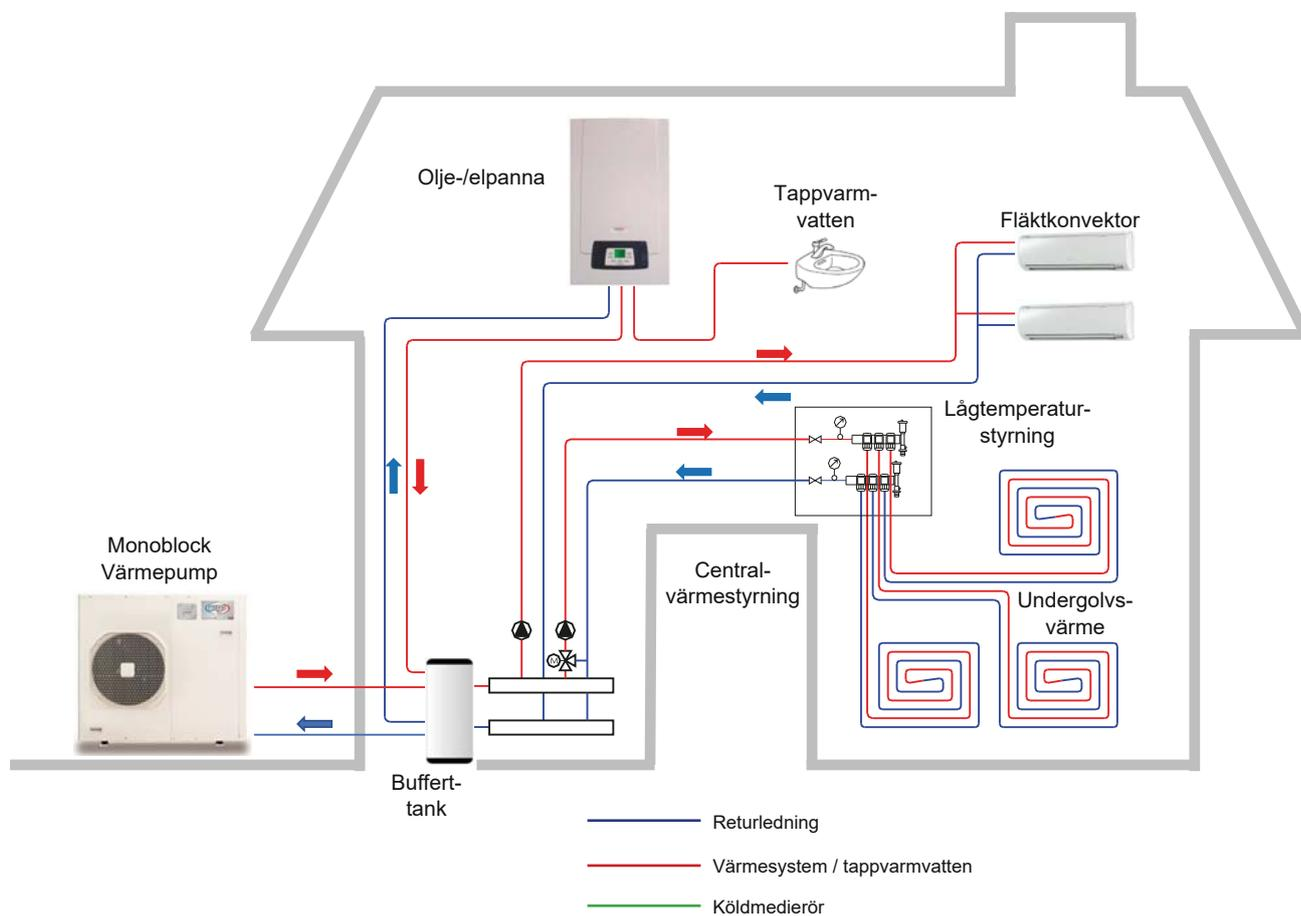 Olje-/elpanna
Tappvarm-
vatten
Fläktkonvektor
Lågtemperatur-
styrning
Monoblock
Värmepump
Central-
värmestyrning
Undergolvs-
värme
M
Buffert-
tank
Returledning
Värmesystem / tappvarmvatten
Köldmedierör